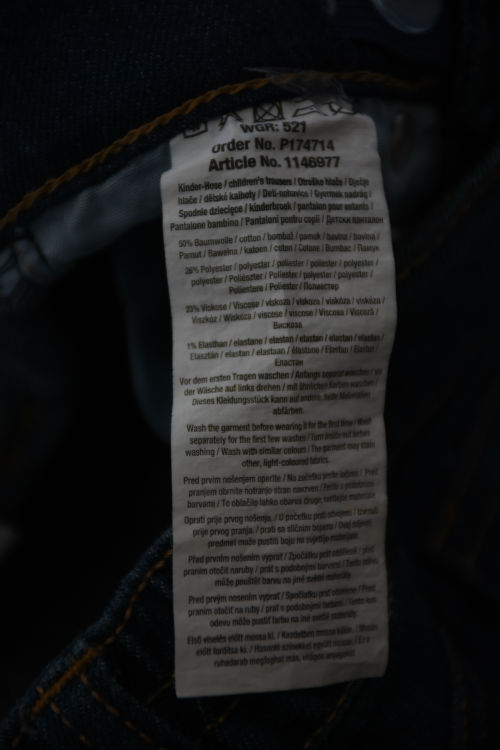 WGR: 521
order No. P174714
Article No. 1146977
Kinder-Hose / children's trousers / Otroške hlače / Dječje
hlače / dětské kalhoty / Deti-nohavice / Gyermek nadrág /
Spodnie dziecięce / kinderbroek / pantalon pour enfants /
Pantalone bambino / Pantaloni pentru copii / Детски панталон
50% Baumwolle / cotton / bombaž / pamuk / bavlna / bavlna /
Pamut / Bawełna / katoen / coton / Cotone / Bumbac / Памук
26% Polyester / polyester / poliester / poliester / polyester /
polyester / Poliészter / Poliester / polyester / polyester /
Poliestere / Poliester / Полиестер
23% Viskose / Viscose / viskoza / viskoza / viskóza / viskóza /
Viszkóz / Wiskoza / viscose / viscose / Viscosa / Viscoză /
Вискоза
1% Elasthan / elastane / elastan / elastan / elastan / elastan /
Elasztán / elastan / elastaan / élasthanne / Elastan / Elastan /
Еластан
Vor dem ersten Tragen waschen / Anfangs separat waschen / vor
der Wäsche auf links drehen / mit ähnlichen Farben waschen /
Dieses Kleidungsstück kann auf andere, helle Materialien
abfärben.
Wash the garment before wearing it for the first time / Wash
separately for the first few washes / Turn inside out before
washing / Wash with similar colours / The garment may stain
other, light-coloured fabrics.
Pred prvim nošenjem operite / Na začetku perite ločeno / Pred
pranjem obrnite notranjo stran navzven / Perite s podobnimi
barvami / To oblačilo lahko obarva druge, svetleje materiale.
Oprati prije prvog nošenja. / U početku prati odvojeno / Izvrnuti
prije prvog pranja. / prati sa sličnim bojama / Ovaj odjevni
predmet može pustiti boju na svjetlije materijale.
Před prvním nošením vyprat / Zpočátku prát odděleně / před
praním otočit naruby / prát s podobnými barvami / Tento oděv
může pouštět barvu na jiné světlé materiály.
Pred prvým nosením vyprať / Spočiatku prať oddelene / Pred
praním otočiť na ruby / prať s podobnými farbami / Tento kus
odevu môže pustiť farbu na iné svetlé materiály.
Első viselés előtt mossa ki. / Kezdetben mossa külön. / Mosás
előtt fordítsa ki. / Hasonló színekkel együtt mossa. / Ez a
ruhadarab megfoghat más, világos anyagokat.